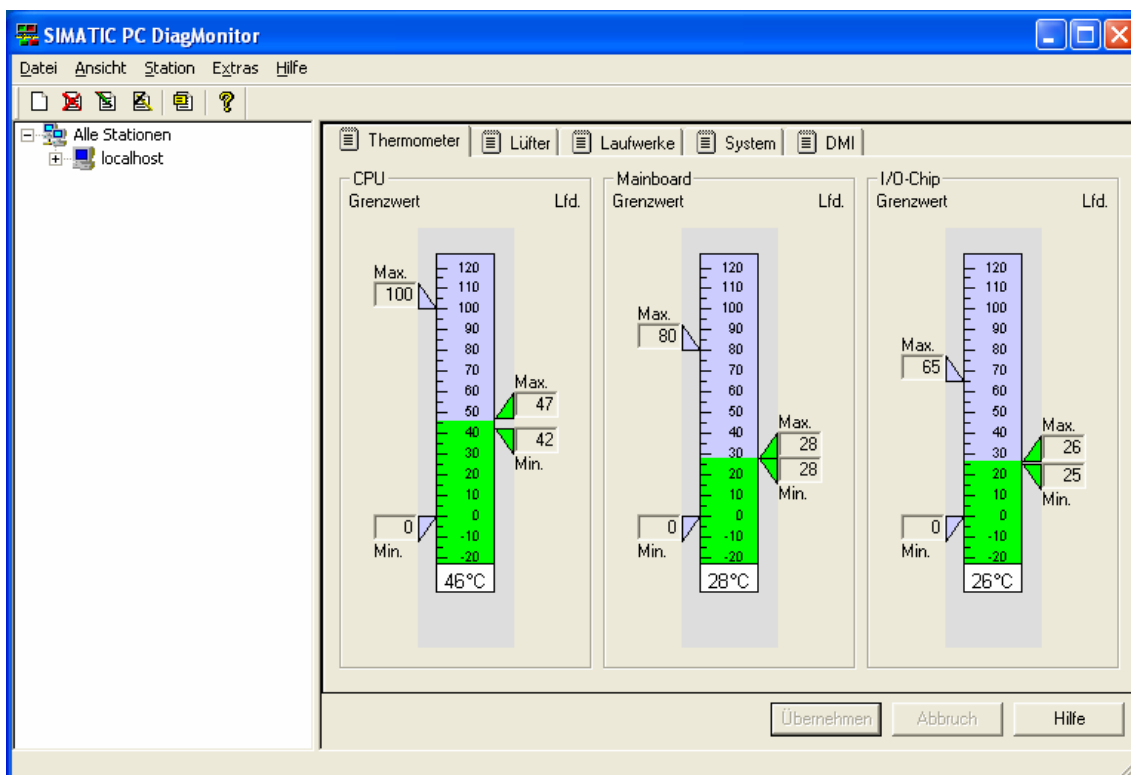 SIMATIC PC DiagMonitor
Datei Ansicht Station Extras Hilfe
Alle Stationen
localhost
Thermometer Lüfter Laufwerke System DMI
CPU
Grenzwert Lfd.
Max.
100
120
110
100
90
80
70
60
50
40
30
20
10
0
-10
-20
Max.
47
42
Min.
0
Min.
46°C
Mainboard
Grenzwert Lfd.
Max.
80
120
110
100
90
80
70
60
50
40
30
20
10
0
-10
-20
Max.
28
28
Min.
0
Min.
28°C
I/O-Chip
Grenzwert Lfd.
Max.
65
120
110
100
90
80
70
60
50
40
30
20
10
0
-10
-20
Max.
26
25
Min.
0
Min.
26°C
Übernehmen Abbruch Hilfe